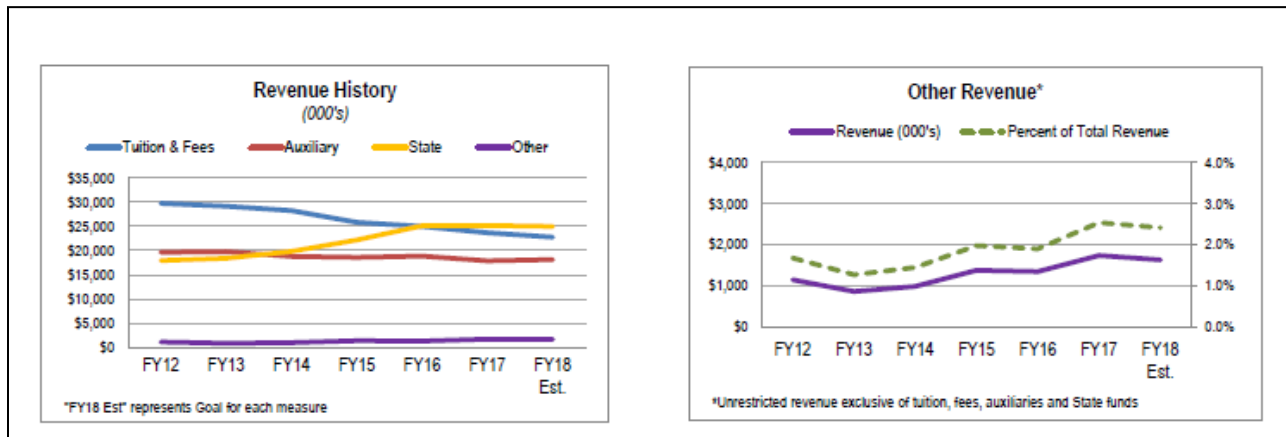 Revenue History
(000's)
Tuition & Fees Auxiliary State Other
$35,000
$30,000
$25,000
$20,000
$15,000
$10,000
$5,000
$0
FY12 FY13 FY14 FY15 FY16 FY17 FY18
Est.
"FY18 Est" represents Goal for each measure
Other Revenue*
Revenue (000's) Percent of Total Revenue
$4,000 4.0%
$3,000 3.0%
$2,000 2.0%
$1,000 1.0%
$0 0.0%
FY12 FY13 FY14 FY15 FY16 FY17 FY18
Est.
*Unrestricted revenue exclusive of tuition, fees, auxiliaries and State funds